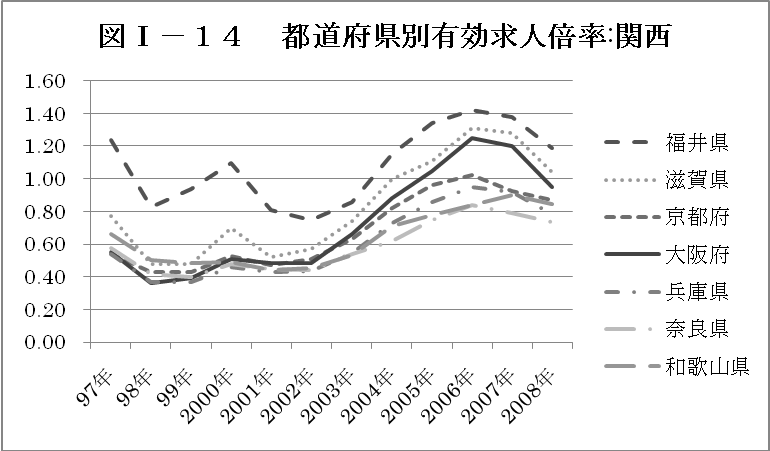 図Ⅰ－１４　都道府県別有効求人倍率:関西
1.60
1.40
1.20
1.00
0.80
0.60
0.40
0.20
0.00
97年
98年
99年
2000年
2001年
2002年
2003年
2004年
2005年
2006年
2007年
2008年
福井県
滋賀県
京都府
大阪府
兵庫県
奈良県
和歌山県